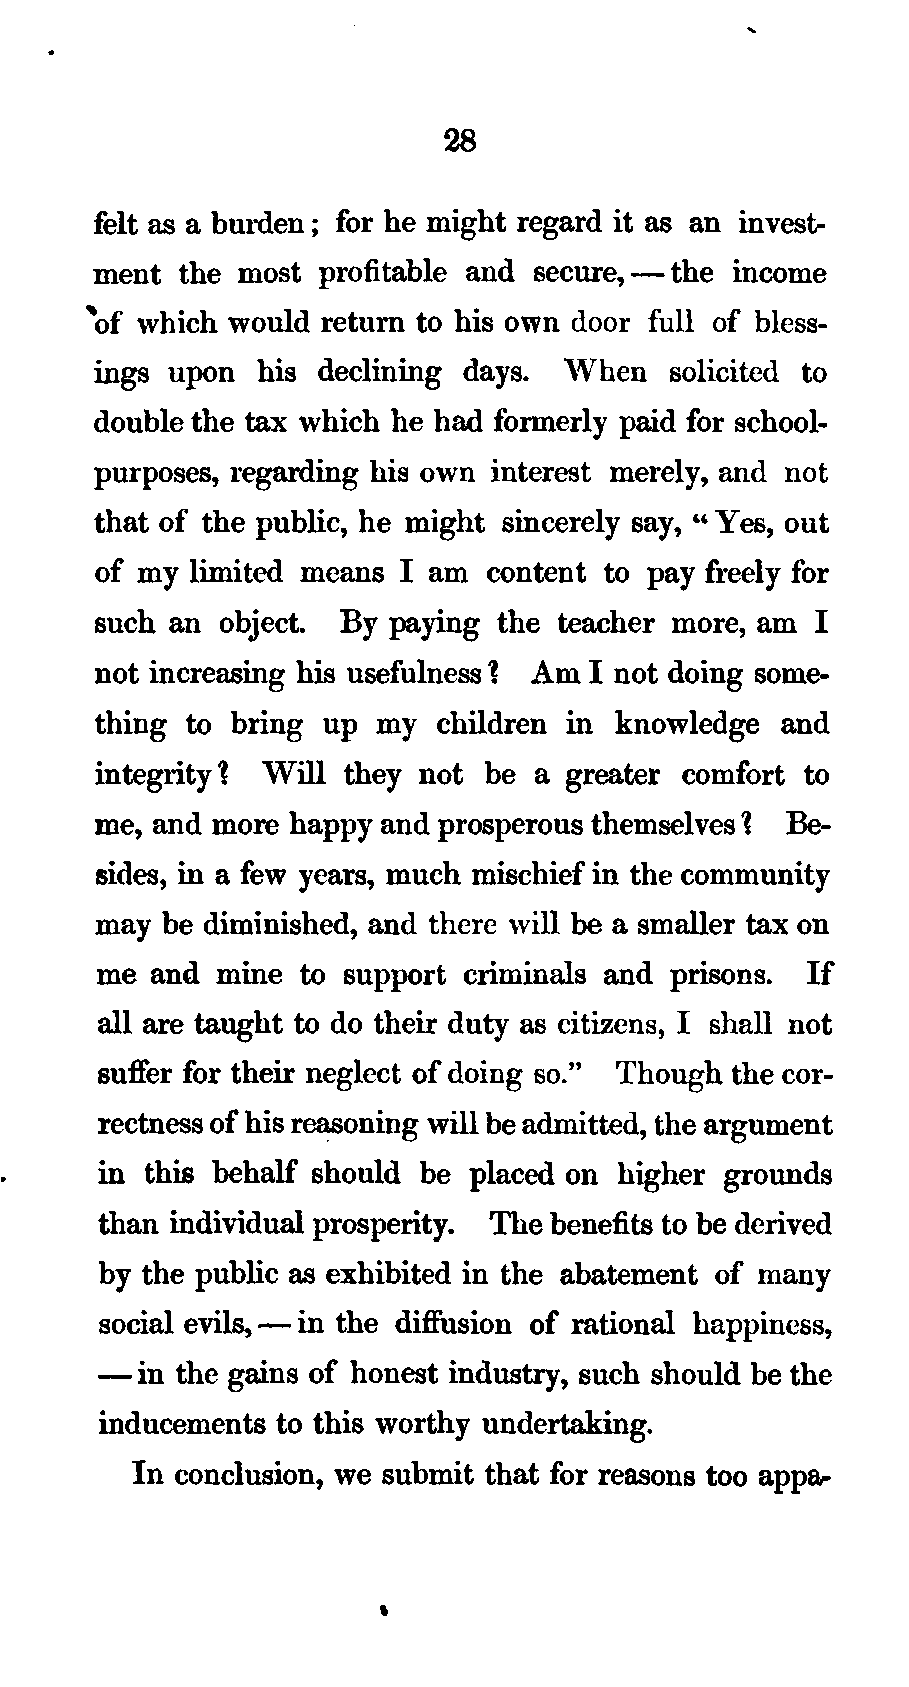 28
felt as a burden; for he might regard it as an invest-
ment the most profitable and secure,—the income
of which would return to his own door full of bless-
ings upon his declining days. When solicited to
double the tax which he had formerly paid for school-
purposes, regarding his own interest merely, and not
that of the public, he might sincerely say, “Yes, out
of my limited means I am content to pay freely for
such an object. By paying the teacher more, am I
not increasing his usefulness? Am I not doing some-
thing to bring up my children in knowledge and
integrity? Will they not be a greater comfort to
me, and more happy and prosperous themselves? Be-
sides, in a few years, much mischief in the community
may be diminished, and there will be a smaller tax on
me and mine to support criminals and prisons. If
all are taught to do their duty as citizens, I shall not
suffer for their neglect of doing so.” Though the cor-
rectness of his reasoning will be admitted, the argument
in this behalf should be placed on higher grounds
than individual prosperity. The benefits to be derived
by the public as exhibited in the abatement of many
social evils,—in the diffusion of rational happiness,
—in the gains of honest industry, such should be the
inducements to this worthy undertaking.
In conclusion, we submit that for reasons too appa-